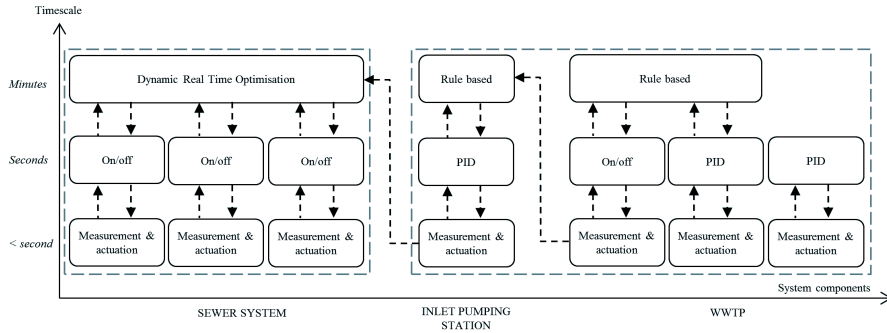 Timescale
Minutes
Dynamic Real Time Optimisation
Rule based
Rule based
Seconds
On/off
On/off
On/off
PID
On/off
PID
PID
< second
Measurement &
actuation
Measurement &
actuation
Measurement &
actuation
Measurement &
actuation
Measurement &
actuation
Measurement &
actuation
Measurement &
actuation
System components
SEWER SYSTEM
INLET PUMPING
STATION
WWTP